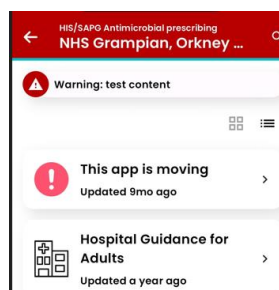 HIS/SAPG Antimicrobial prescribing
NHS Grampian, Orkney ...
Warning: test content
This app is moving
Updated 9mo ago
Hospital Guidance for
Adults
Updated a year ago